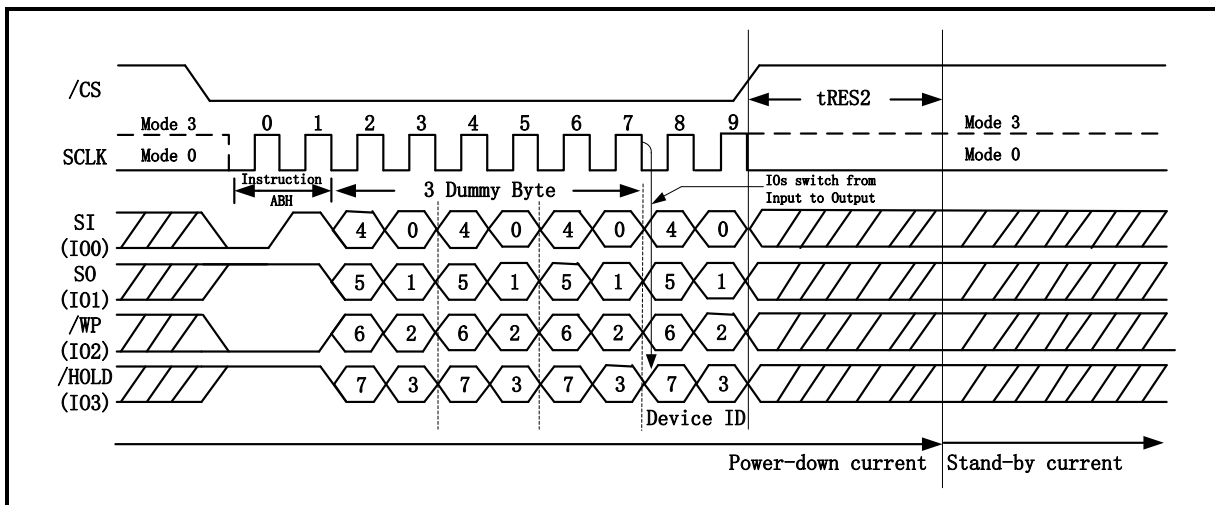 /CS
tRES2
Mode 3 0 1 2 3 4 5 6 7 8 9 Mode 3
SCLK Mode 0 Mode 0
Instruction
ABH
3 Dummy Byte
IOs switch from
Input to Output
SI
(IO0)
4 0 4 0 4 0 4 0
SO
(IO1)
5 1 5 1 5 1 5 1
/WP
(IO2)
6 2 6 2 6 2 6 2
/HOLD
(IO3)
7 3 7 3 7 3 7 3
Device ID
Power-down current Stand-by current